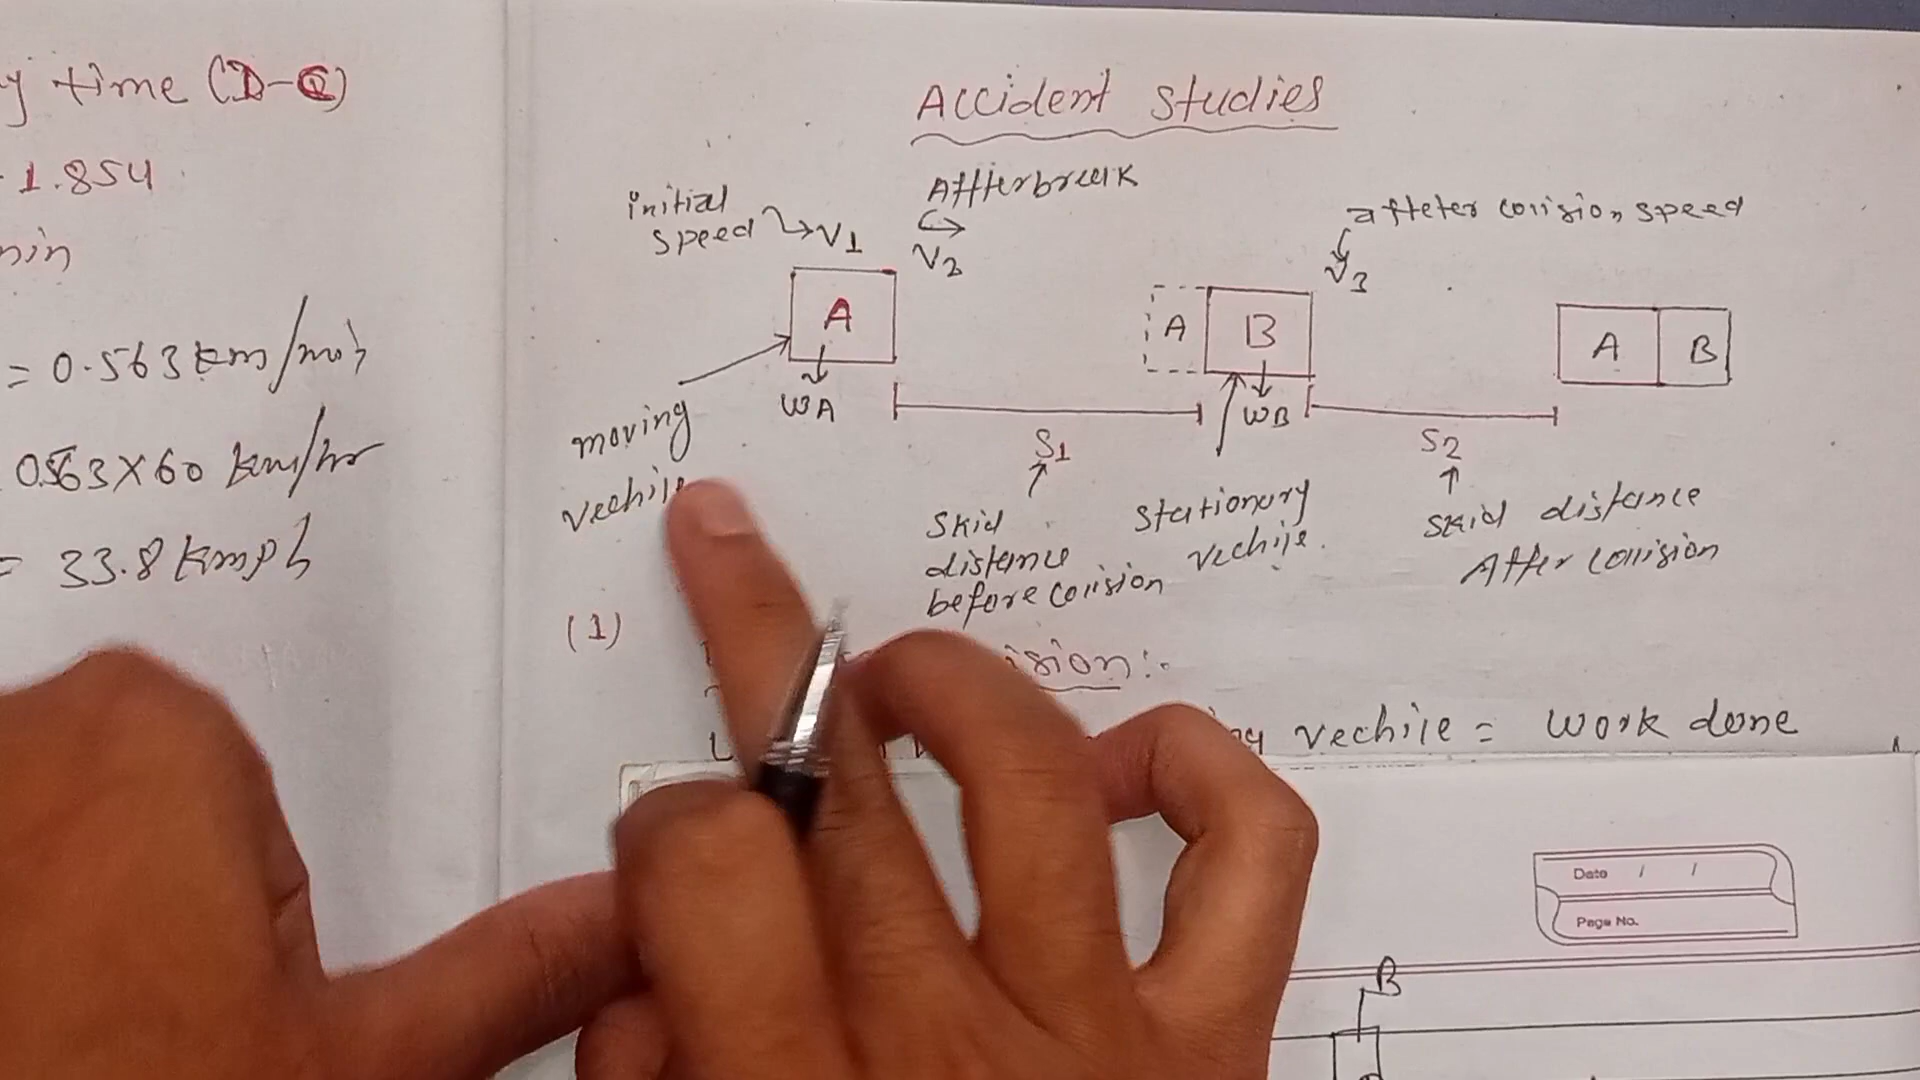 time (D-C)
1.854
= 0.563 km/min
0.563 X 60 km/hr
= 33.8 kmph
Accident Studies
initial
speed
V1
Affterbreak
V2
afteter collision speed
V3
A
A
B
A
B
WA
WB
S1
S2
moving
vechile
Skid
distance
before collision
Stationary
vechile.
Skid distance
After collision
(1)
vechile = work done
Date / /
Page No.
B